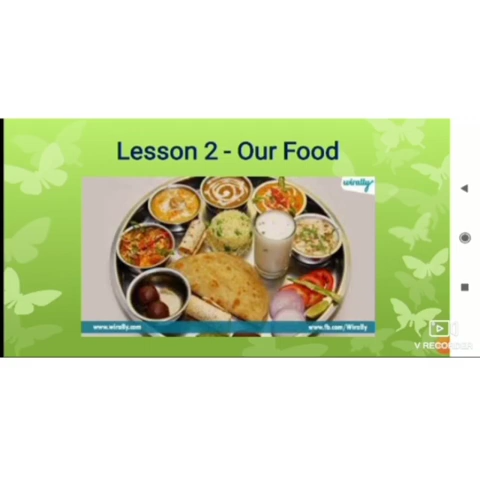 Lesson 2 - Our Food
wirally
www.wirally.com
www.fb.com/Wirally
V RECORDER